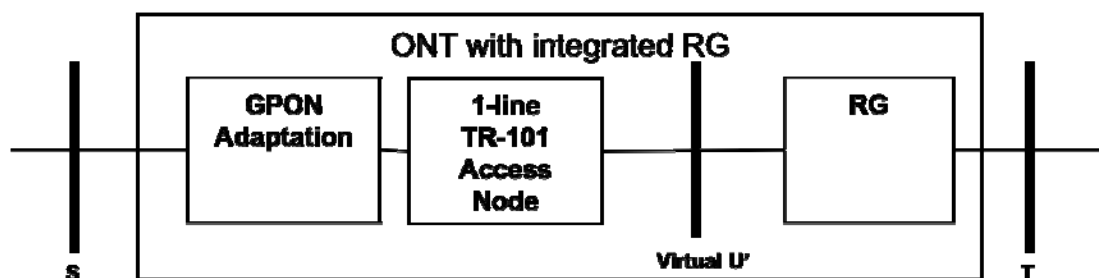 ONT with integrated RG
GPON
Adaptation
1-line
TR-101
Access
Node
RG
S
Virtual U'
T